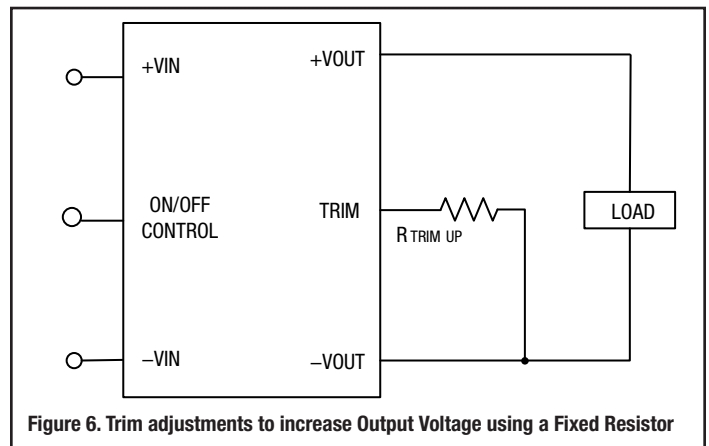 +VIN
+VOUT
ON/OFF
CONTROL
TRIM
R TRIM UP
LOAD
−VIN
−VOUT
Figure 6. Trim adjustments to increase Output Voltage using a Fixed Resistor